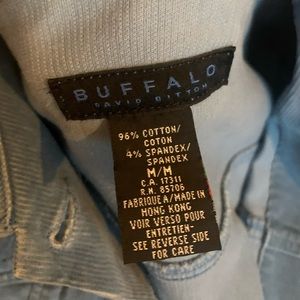 BUFFALO
DAVID BITTON
96% COTTON/
COTON
4% SPANDEX/
SPANDEX
M/M
C.A. 17311
R.N. 85706
FABRIQUE A/MADE IN
HONG KONG
VOIR VERSO POUR
ENTRETIEN-
SEE REVERSE SIDE
FOR CARE